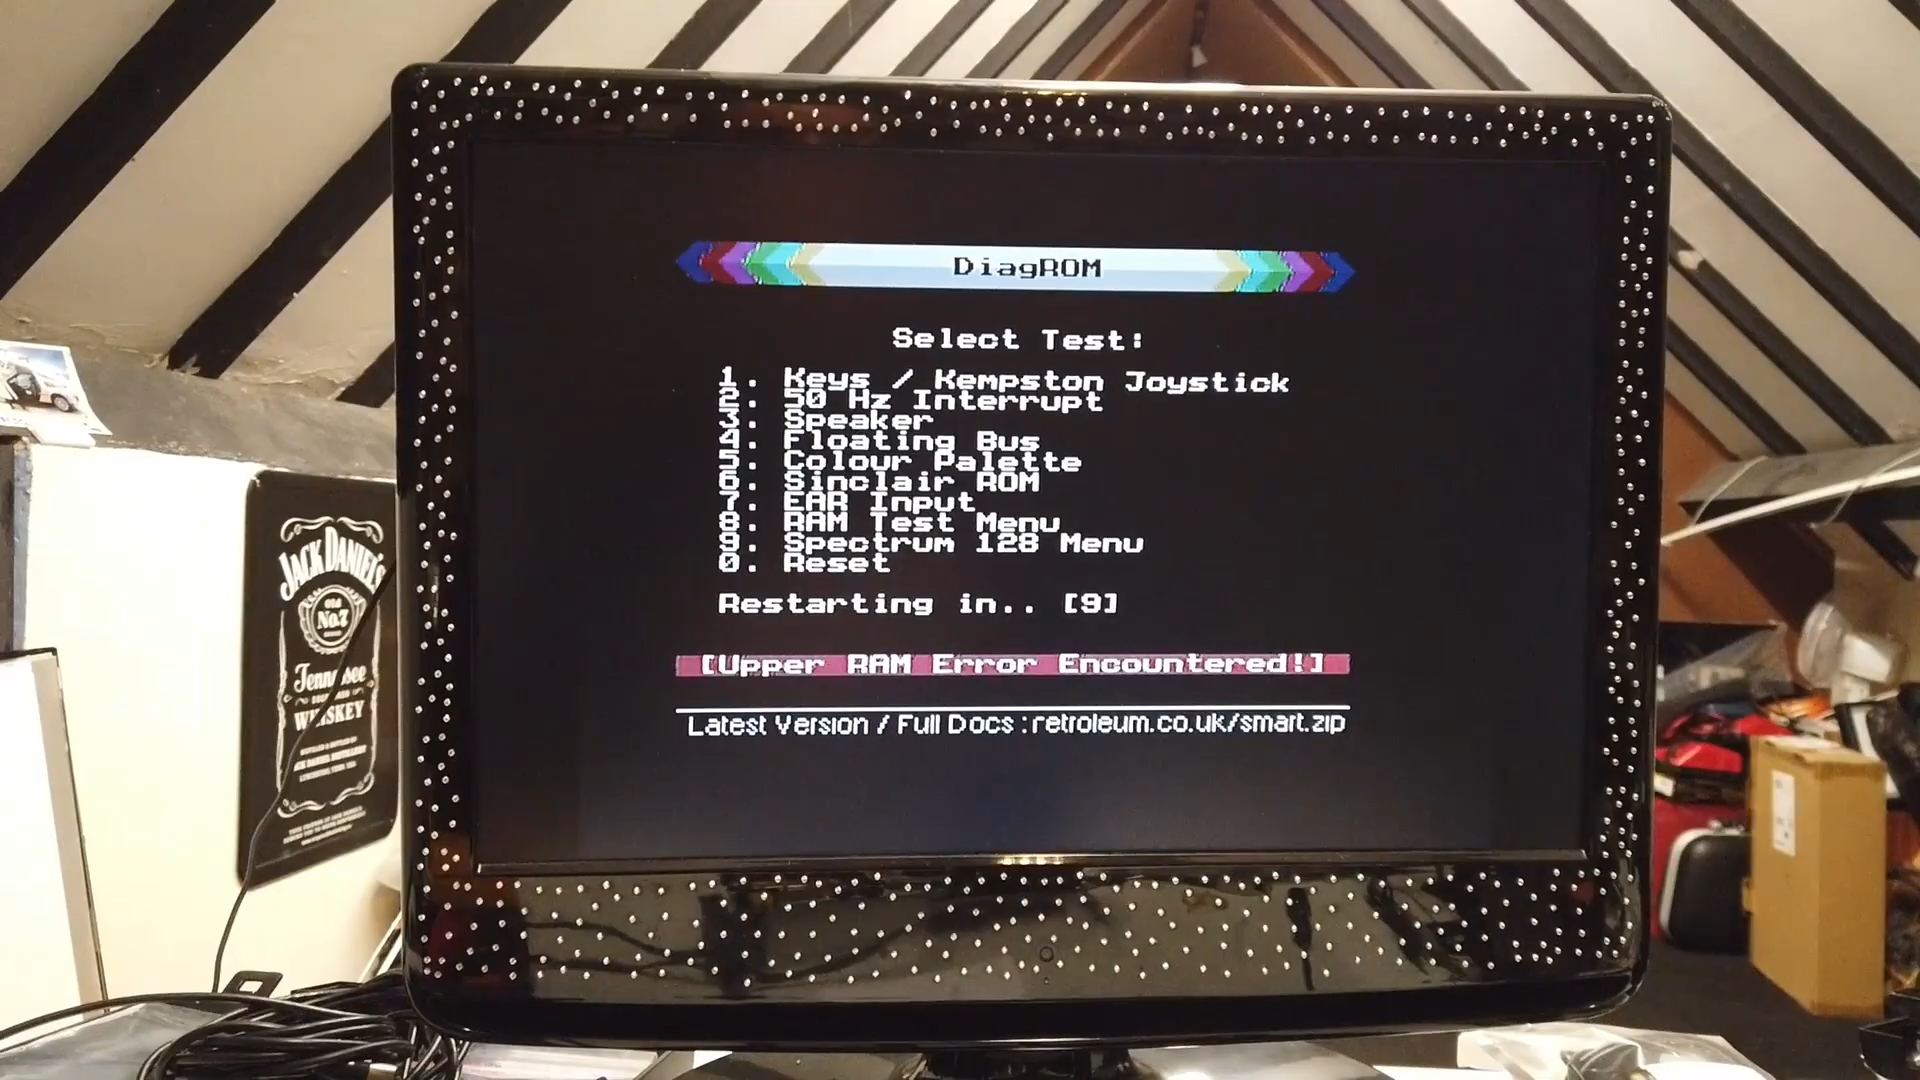 DiagROM
Select Test:
1. Keys / Kempston Joystick
2. 50 Hz Interrupt
3. Speaker
4. Floating Bus
5. Colour Palette
6. Sinclair ROM
7. EAR Input
8. RAM Test Menu
9. Spectrum 128 Menu
0. Reset
Restarting in.. [9]
[Upper RAM Error Encountered!]
Latest Version / Full Docs :retroleum.co.uk/smart.zip
JACK DANIEL'S
OLD
No.7
Tennessee
WHISKEY